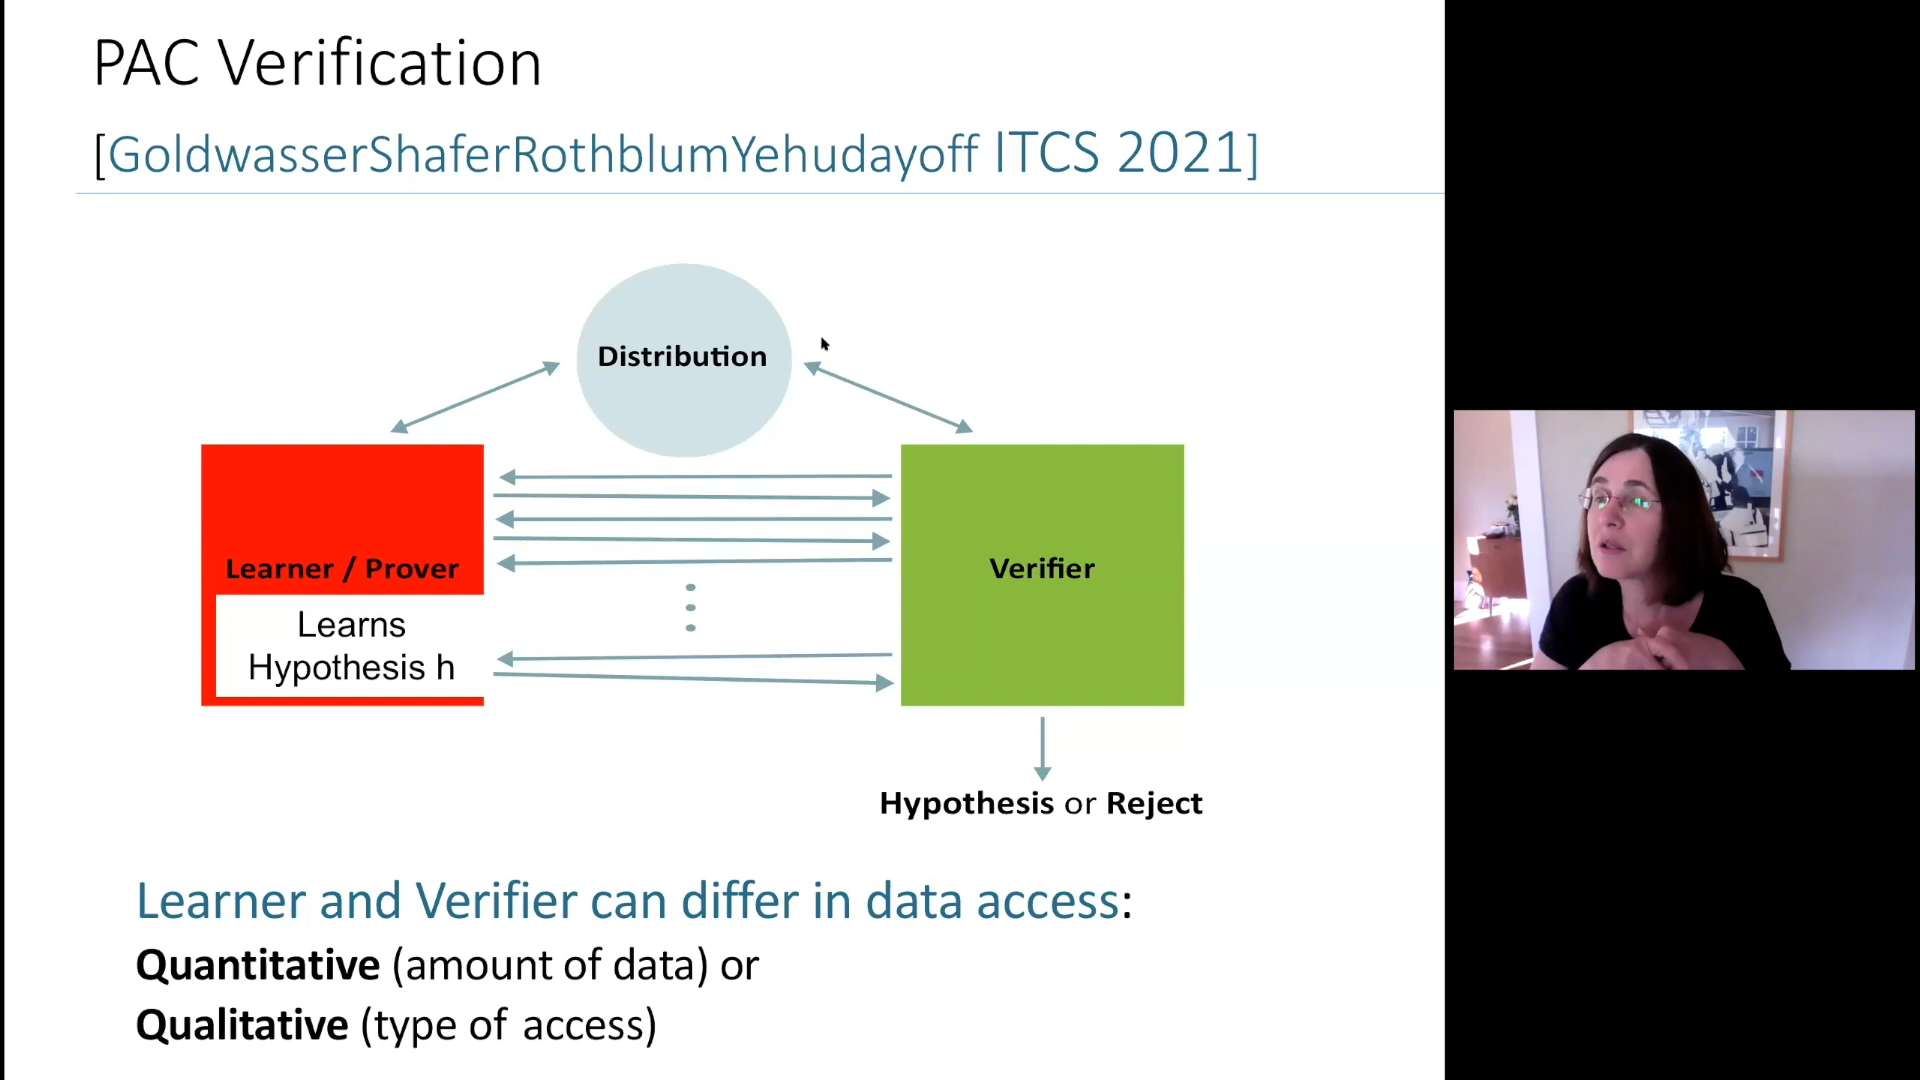 PAC Verification
[GoldwasserShaferRothblumYehudayoff ITCS 2021]
Distribution
Learner / Prover
Learns
Hypothesis h
Verifier
Hypothesis or Reject
Learner and Verifier can differ in data access:
Quantitative (amount of data) or
Qualitative (type of access)